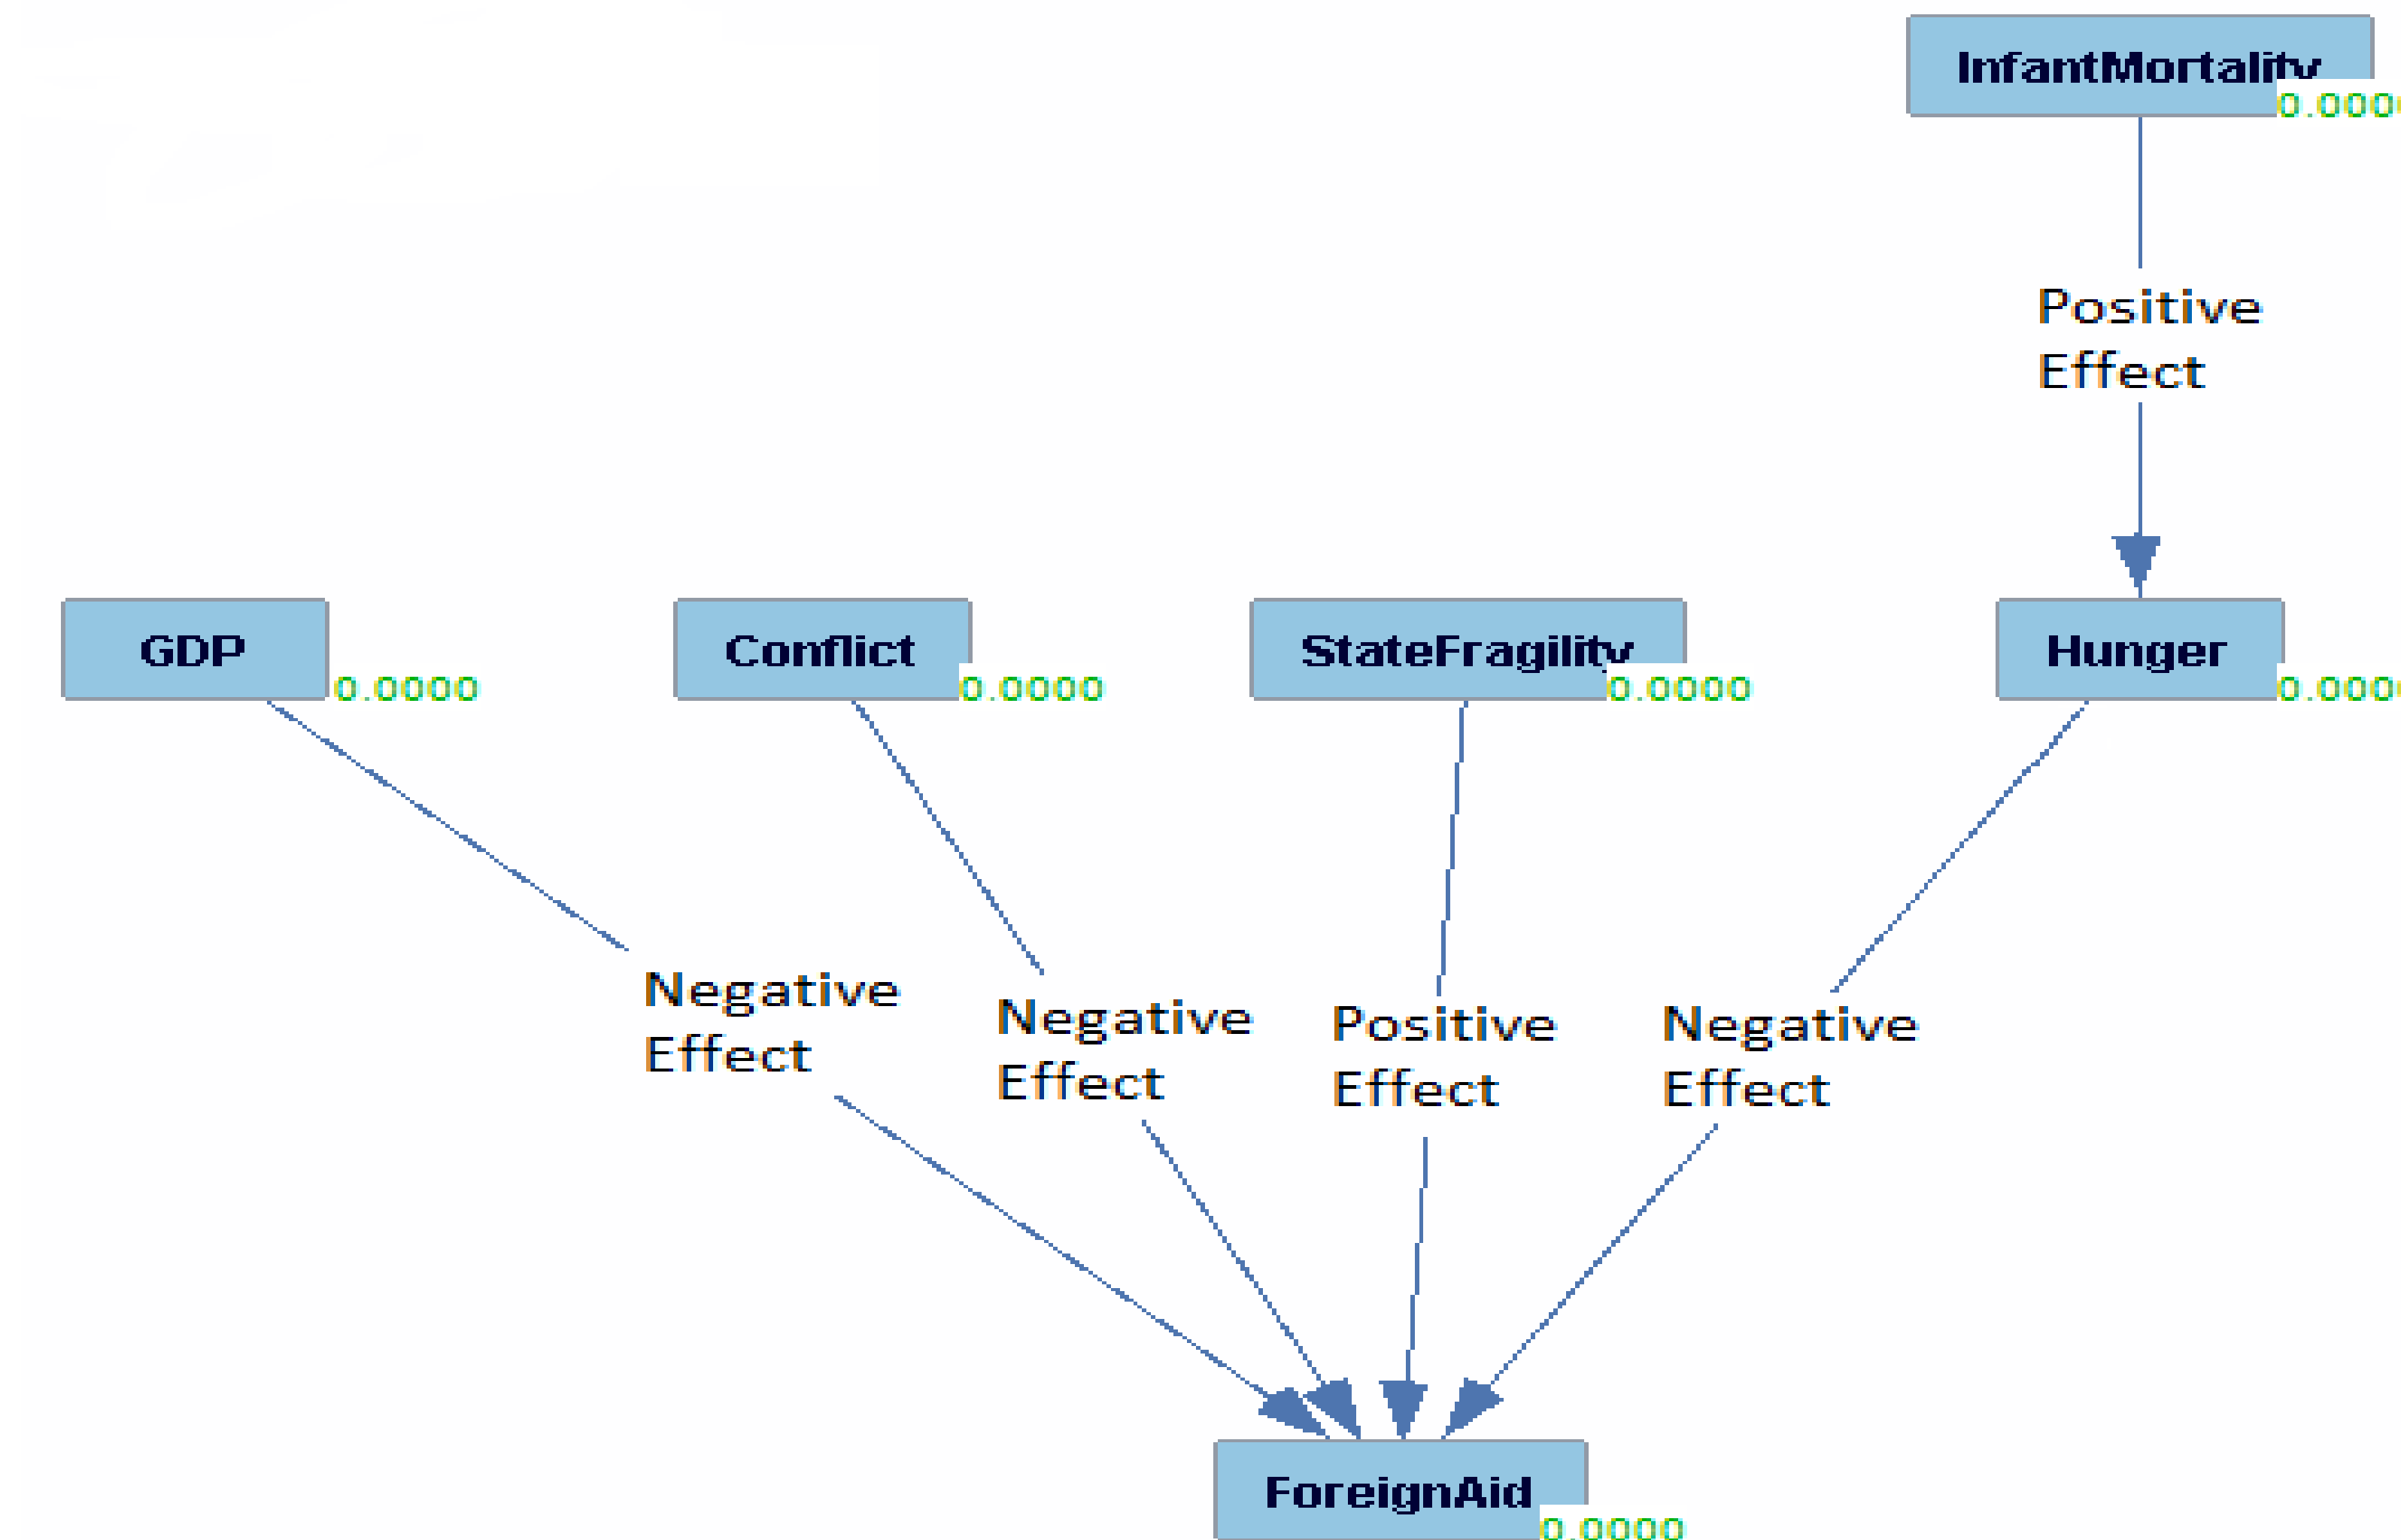 InfantMortality
0.000
Positive
Effect
GDP
0.0000
Conflict
0.0000
StateFragility
0.0000
Hunger
0.000
Negative
Effect
Negative
Effect
Positive
Effect
Negative
Effect
ForeignAid
0.0000